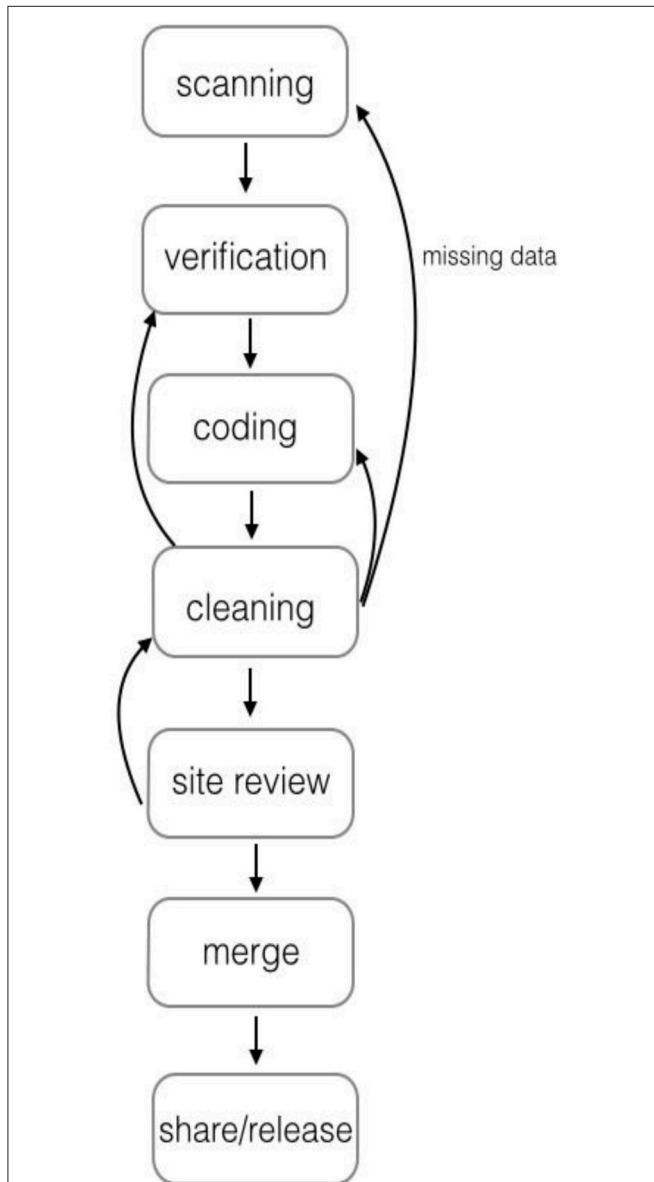 scanning
verification
missing data
coding
cleaning
site review
merge
share/release